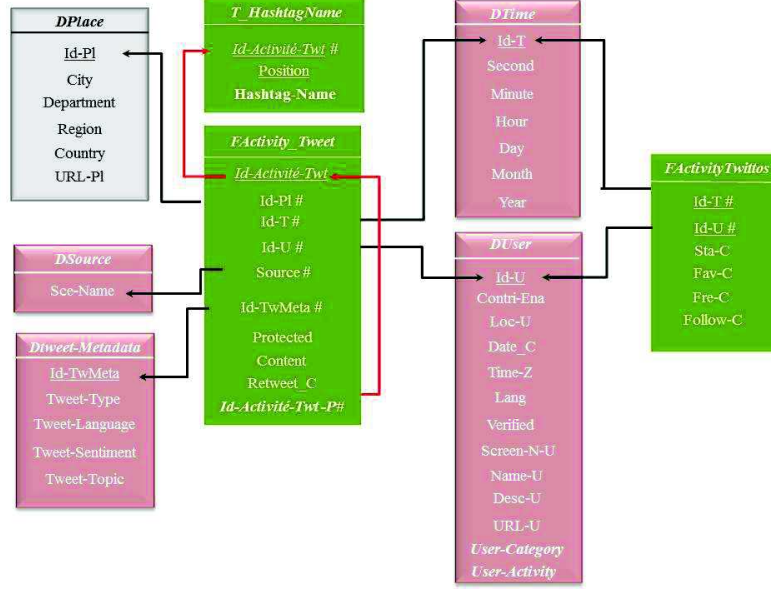 DPlace
Id-Pl
City
Department
Region
Country
URL-Pl
T_HashtagName
Id-Activité-Twt #
Position
Hashtag-Name
DTime
Id-T
Second
Minute
Hour
Day
Month
Year
FActivity_Tweet
Id-Activité-Twt
Id-Pl #
Id-T #
Id-U #
Source #
Id-TwMeta #
Protected
Content
Retweet_C
Id-Activité-Twt-P#
FActivityTwittos
Id-T #
Id-U #
Sta-C
Fav-C
Fre-C
Follow-C
DSource
Sce-Name
Dtweet-Metadata
Id-TwMeta
Tweet-Type
Tweet-Language
Tweet-Sentiment
Tweet-Topic
DUser
Id-U
Contri-Ena
Loc-U
Date_C
Time-Z
Lang
Verified
Screen-N-U
Name-U
Desc-U
URL-U
User-Category
User-Activity